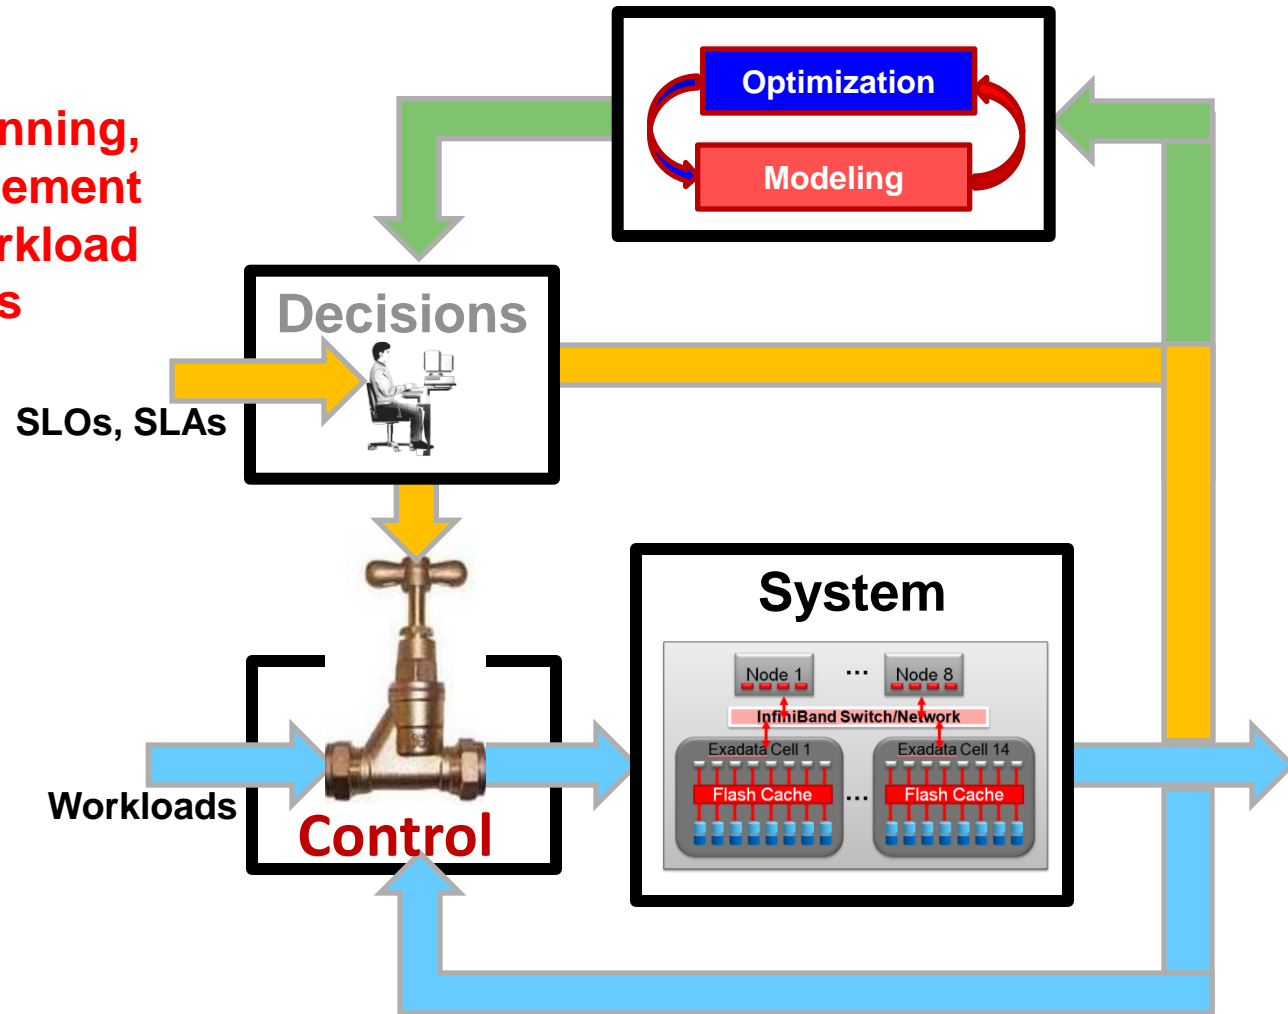 Optimization
Modeling
nning,
ement
rkload
s
Decisions
SLOs, SLAs
System
Node 1
...
Node 8
InfiniBand Switch/Network
Exadata Cell 1
Exadata Cell 14
Flash Cache
...
Flash Cache
Workloads
Control